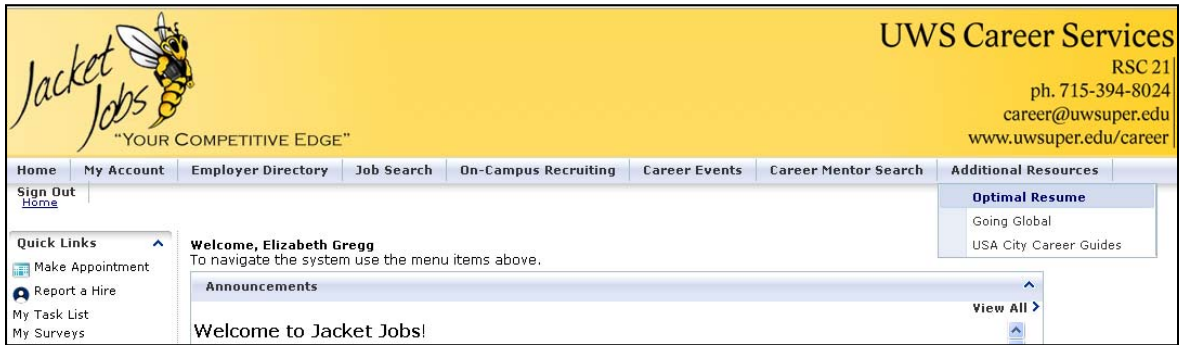 Jacket
Jobs
"YOUR COMPETITIVE EDGE"
UWS Career Services
RSC 21
ph. 715-394-8024
career@uwsuper.edu
www.uwsuper.edu/career
Home My Account Employer Directory Job Search On-Campus Recruiting Career Events Career Mentor Search Additional Resources
Sign Out
Home
Optimal Resume
Going Global
USA City Career Guides
Quick Links
Make Appointment
Report a Hire
My Task List
My Surveys
Welcome, Elizabeth Gregg
To navigate the system use the menu items above.
Announcements
View All >
Welcome to Jacket Jobs!